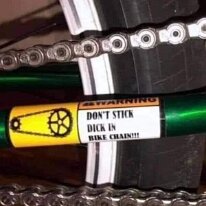 WARNING
DON'T STICK
DICK IN
BIKE CHAIN!!!